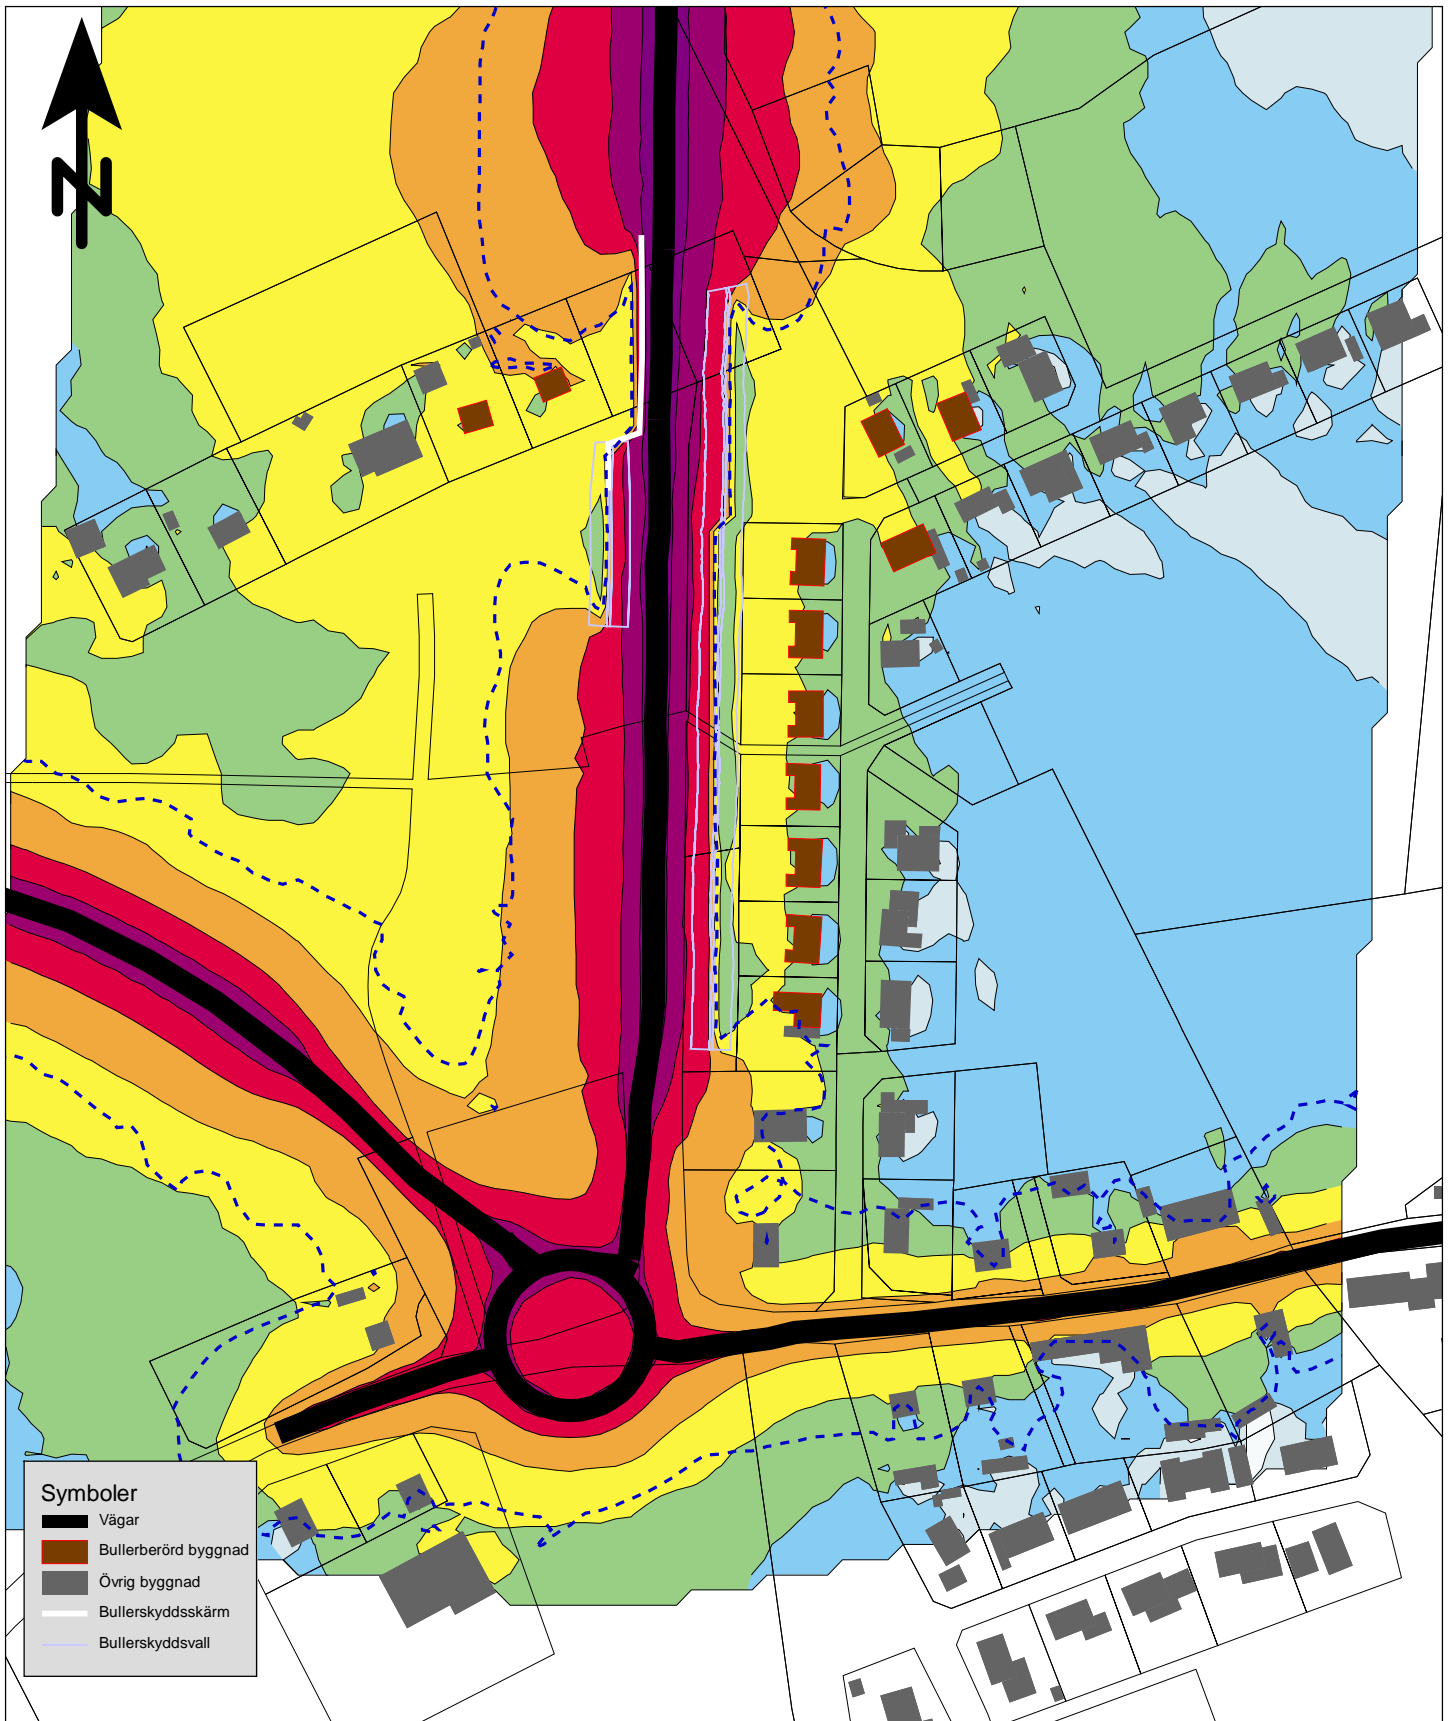 N
Symboler
Vägar
Bullerberörd byggnad
Övrig byggnad
Bullerskyddsskärm
Bullerskyddsvall